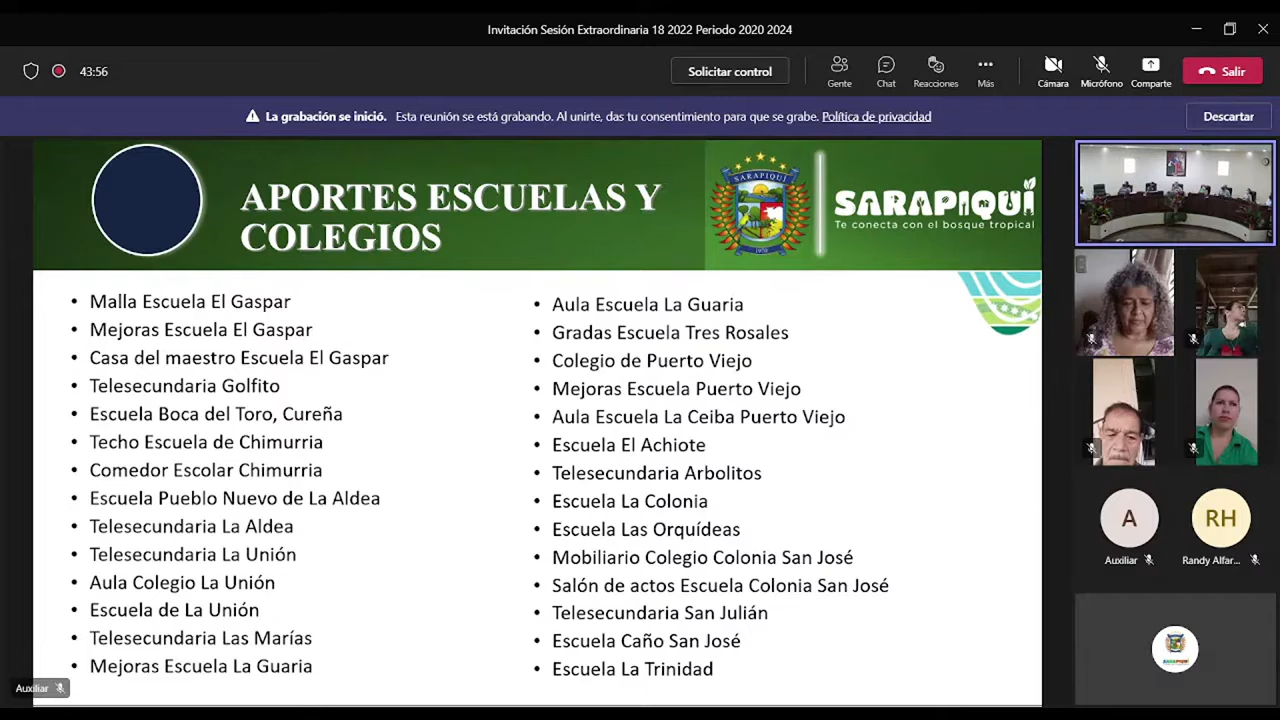 Invitación Sesión Extraordinaria 18 2022 Periodo 2020 2024
43:56
Solicitar control
Gente
Chat
Reacciones
Más
Cámara
Micrófono
Comparte
Salir
La grabación se inició. Esta reunión se está grabando. Al unirte, das tu consentimiento para que se grabe. Política de privacidad
Descartar
APORTES ESCUELAS Y
COLEGIOS
SARAPIQUÍ
SARAPIQUÍ
Te conecta con el bosque tropical
• Malla Escuela El Gaspar
• Mejoras Escuela El Gaspar
• Casa del maestro Escuela El Gaspar
• Telesecundaria Golfito
• Escuela Boca del Toro, Cureña
• Techo Escuela de Chimurria
• Comedor Escolar Chimurria
• Escuela Pueblo Nuevo de La Aldea
• Telesecundaria La Aldea
• Telesecundaria La Unión
• Aula Colegio La Unión
• Escuela de La Unión
• Telesecundaria Las Marías
• Mejoras Escuela La Guaria
• Aula Escuela La Guaria
• Gradas Escuela Tres Rosales
• Colegio de Puerto Viejo
• Mejoras Escuela Puerto Viejo
• Aula Escuela La Ceiba Puerto Viejo
• Escuela El Achiote
• Telesecundaria Arbolitos
• Escuela La Colonia
• Escuela Las Orquídeas
• Mobiliario Colegio Colonia San José
• Salón de actos Escuela Colonia San José
• Telesecundaria San Julián
• Escuela Caño San José
• Escuela La Trinidad
A
Auxiliar
RH
Randy Alfar...
Auxiliar